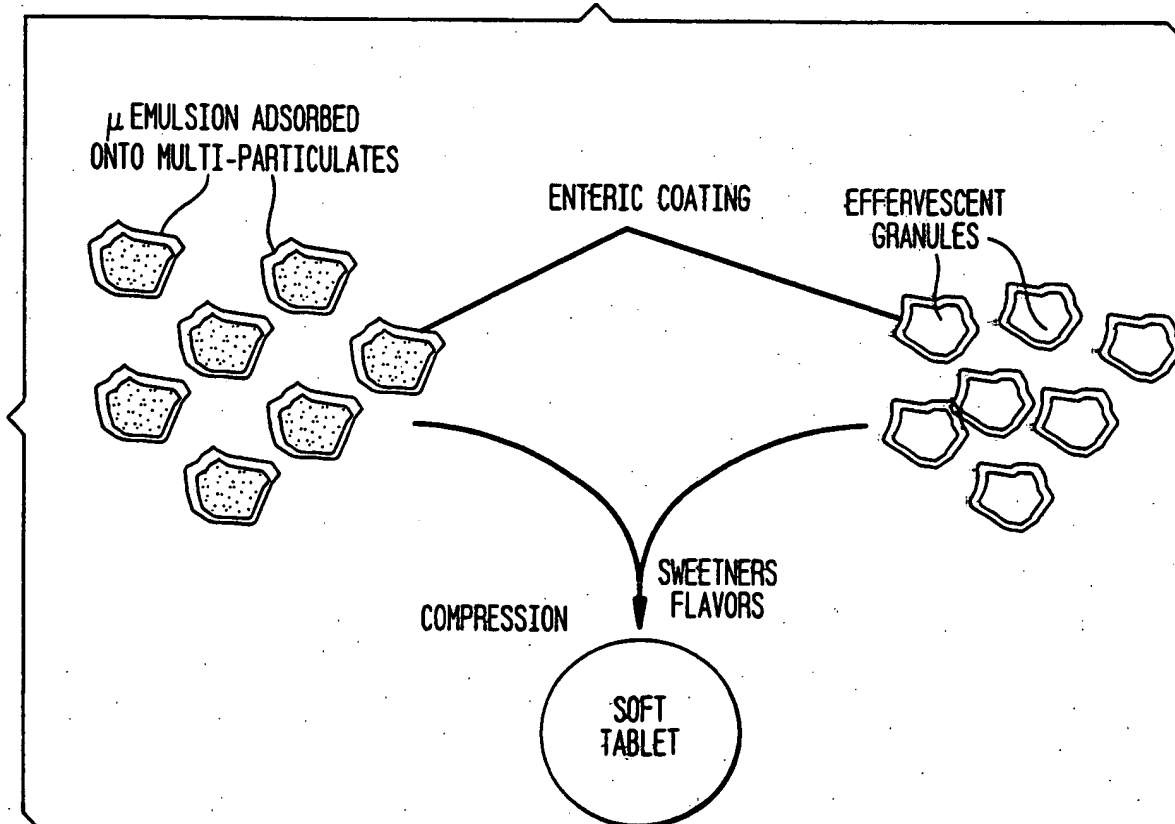 μ EMULSION ADSORBED
ONTO MULTI-PARTICULATES
ENTERIC COATING
EFFERVESCENT
GRANULES
SWEETNERS
FLAVORS
COMPRESSION
SOFT
TABLET